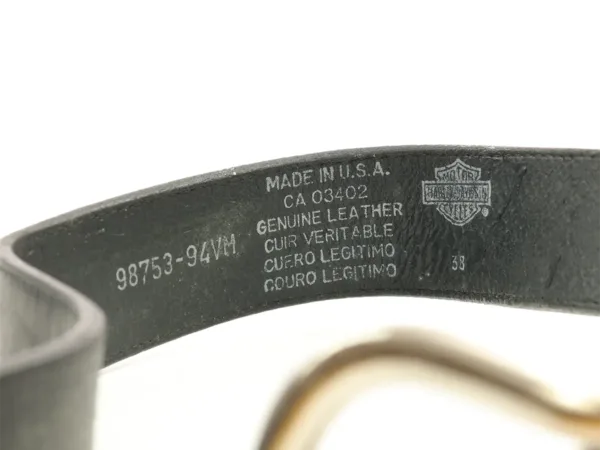 98753-94VM
MADE IN U.S.A.
CA 03402
GENUINE LEATHER
CUIR VERITABLE
CUERO LEGITIMO
COURO LEGITIMO
HARLEY-DAVIDSON
®
38